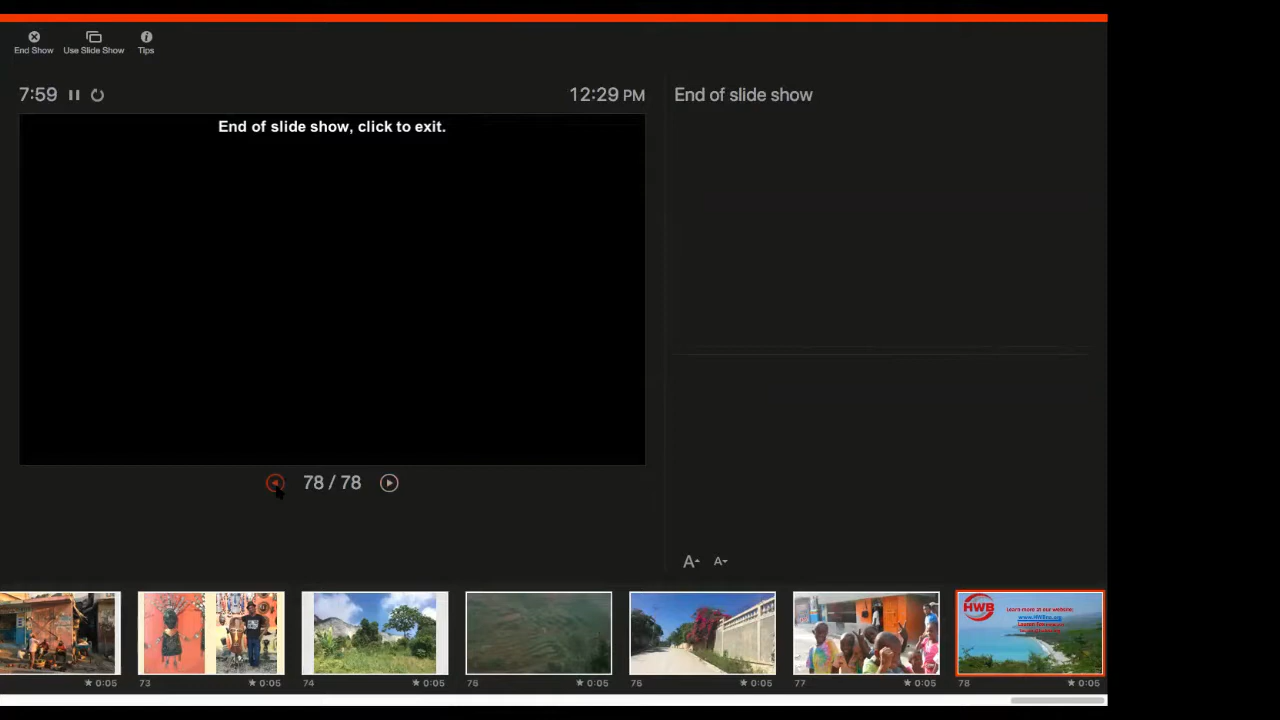 End Show Use Slide Show Tips
7:59
12:29 PM
End of slide show
End of slide show, click to exit.
78 / 78
A A
HWB
Learn more at our website:
0:05
73 0:05
74 0:05
75 0:05
76 0:05
77 0:05
78 0:05